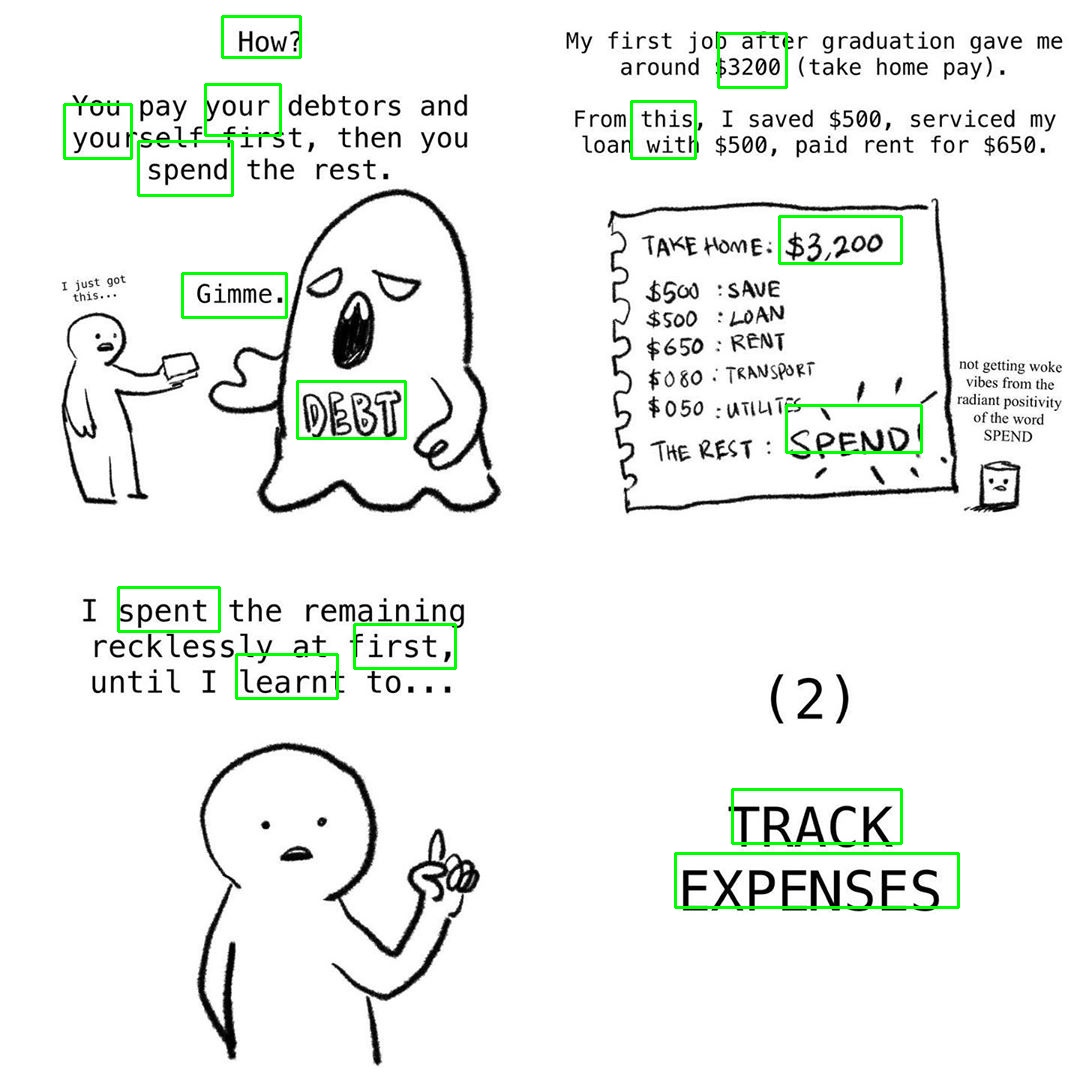 How?
You pay your debtors and
yourself first, then you
spend the rest.
I just got
this...
Gimme.
DEBT
My first job after graduation gave me
around $3200 (take home pay).
From this, I saved $500, serviced my
loan with $500, paid rent for $650.
TAKE HOME: $3,200
$500 : SAVE
$500 : LOAN
$650 : RENT
$080 : TRANSPORT
$050 : UTILITES
THE REST : SPEND!
not getting woke
vibes from the
radiant positivity
of the word
SPEND
I spent the remaining
recklessly at first,
until I learnt to...
(2)
TRACK
EXPENSES